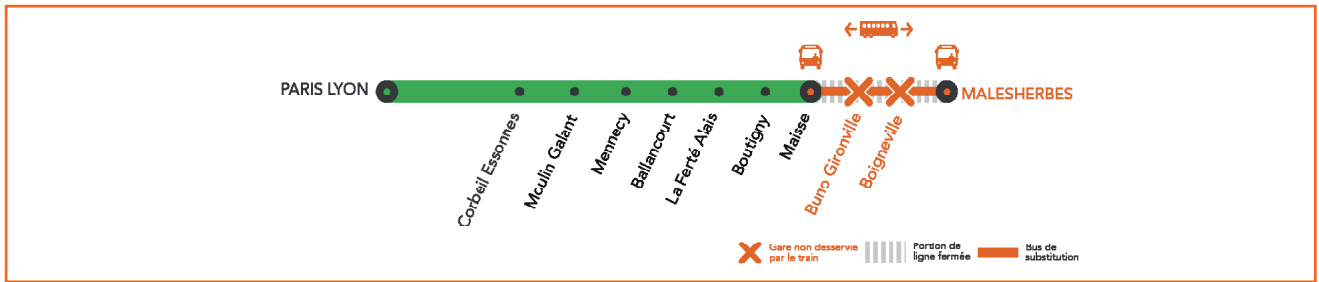 PARIS LYON
Corbeil Essonnes
Moulin Galant
Mennecy
Ballancourt
La Ferté Alais
Boutigny
Maisse
Buno Gironville
Boigneville
MALESHERBES
Gare non desservie
par le train
Portion de
ligne fermée
Bus de
substitution